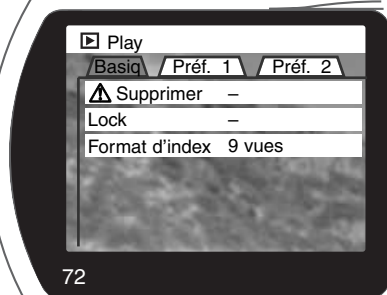 Play
Basiq Préf. 1 Préf. 2
Supprimer –
Lock –
Format d'index 9 vues
72